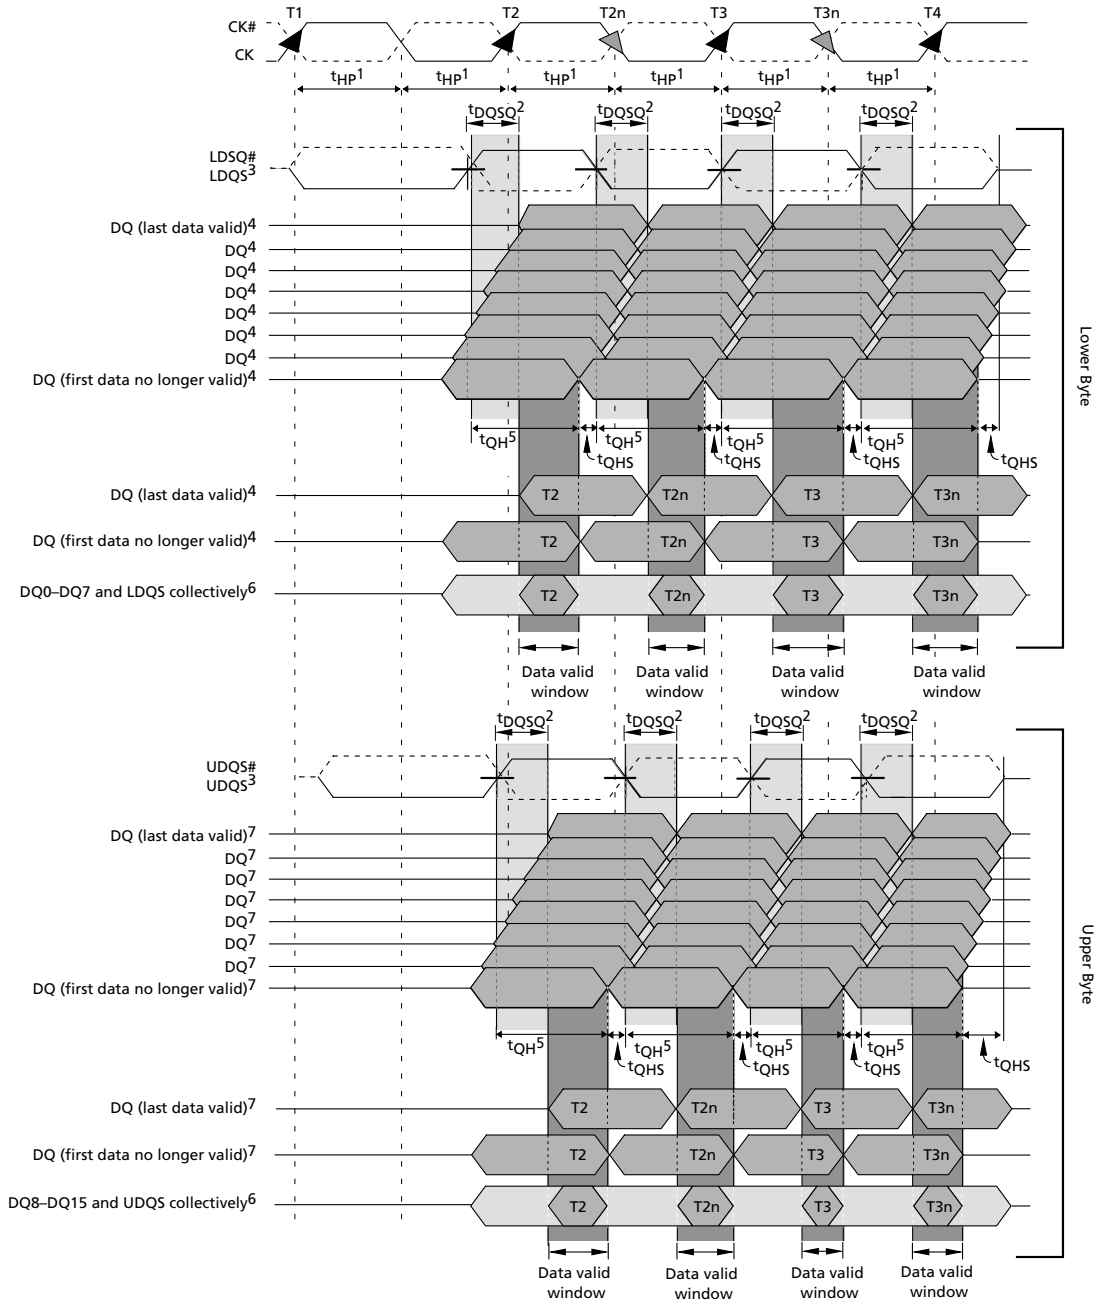 T1 T2 T2n T3 T3n T4
CK#
CK
tHP1 tHP1 tHP1 tHP1 tHP1 tHP1
tDQSQ2 tDQSQ2 tDQSQ2 tDQSQ2
LDSQ#
LDQS3
DQ (last data valid)4
DQ4
DQ4
DQ4
DQ4
DQ4
DQ4
DQ (first data no longer valid)4
Lower Byte
tQH5 tQH5 tQH5 tQH5
tQHS tQHS tQHS tQHS
DQ (last data valid)4 T2 T2n T3 T3n
DQ (first data no longer valid)4 T2 T2n T3 T3n
DQ0–DQ7 and LDQS collectively6 T2 T2n T3 T3n
Data valid window Data valid window Data valid window Data valid window
tDQSQ2 tDQSQ2 tDQSQ2 tDQSQ2
UDQS#
UDQS3
DQ (last data valid)7
DQ7
DQ7
DQ7
DQ7
DQ7
DQ7
DQ (first data no longer valid)7
Upper Byte
tQH5 tQH5 tQH5 tQH5
tQHS tQHS tQHS tQHS
DQ (last data valid)7 T2 T2n T3 T3n
DQ (first data no longer valid)7 T2 T2n T3 T3n
DQ8–DQ15 and UDQS collectively6 T2 T2n T3 T3n
Data valid window Data valid window Data valid window Data valid window